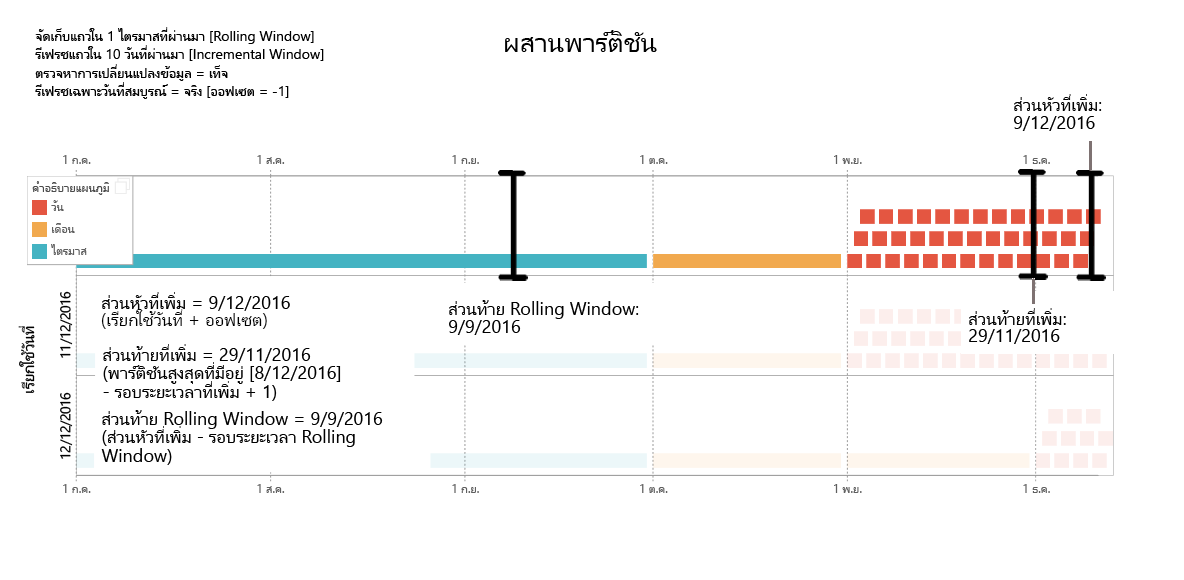 จัดเก็บแถวใน 1 ไตรมาสที่ผ่านมา [Rolling Window]
รีเฟรชแถวใน 10 วันที่ผ่านมา [Incremental Window]
ตรวจหาการเปลี่ยนแปลงข้อมูล = เท็จ
รีเฟรชเฉพาะวันที่สมบูรณ์ = จริง [ออฟเซต = -1]
ผสานพาร์ติชัน
ส่วนหัวที่เพิ่ม:
9/12/2016
1 ก.ค.
1 ส.ค.
1 ก.ย.
1 ต.ค.
1 พ.ย.
1 ธ.ค.
คำอธิบายแผนภูมิ
วัน
เดือน
ไตรมาส
เรียกใช้วันที่
11/12/2016
12/12/2016
ส่วนหัวที่เพิ่ม = 9/12/2016
(เรียกใช้วันที่ + ออฟเซต)
ส่วนท้ายที่เพิ่ม = 29/11/2016
(พาร์ติชันสูงสุดที่มีอยู่ [8/12/2016]
- รอบระยะเวลาที่เพิ่ม + 1)
ส่วนท้าย Rolling Window = 9/9/2016
(ส่วนหัวที่เพิ่ม - รอบระยะเวลา Rolling
Window)
ส่วนท้าย Rolling Window:
9/9/2016
ส่วนท้ายที่เพิ่ม:
29/11/2016
1 ก.ค.
1 ส.ค.
1 ก.ย.
1 ต.ค.
1 พ.ย.
1 ธ.ค.